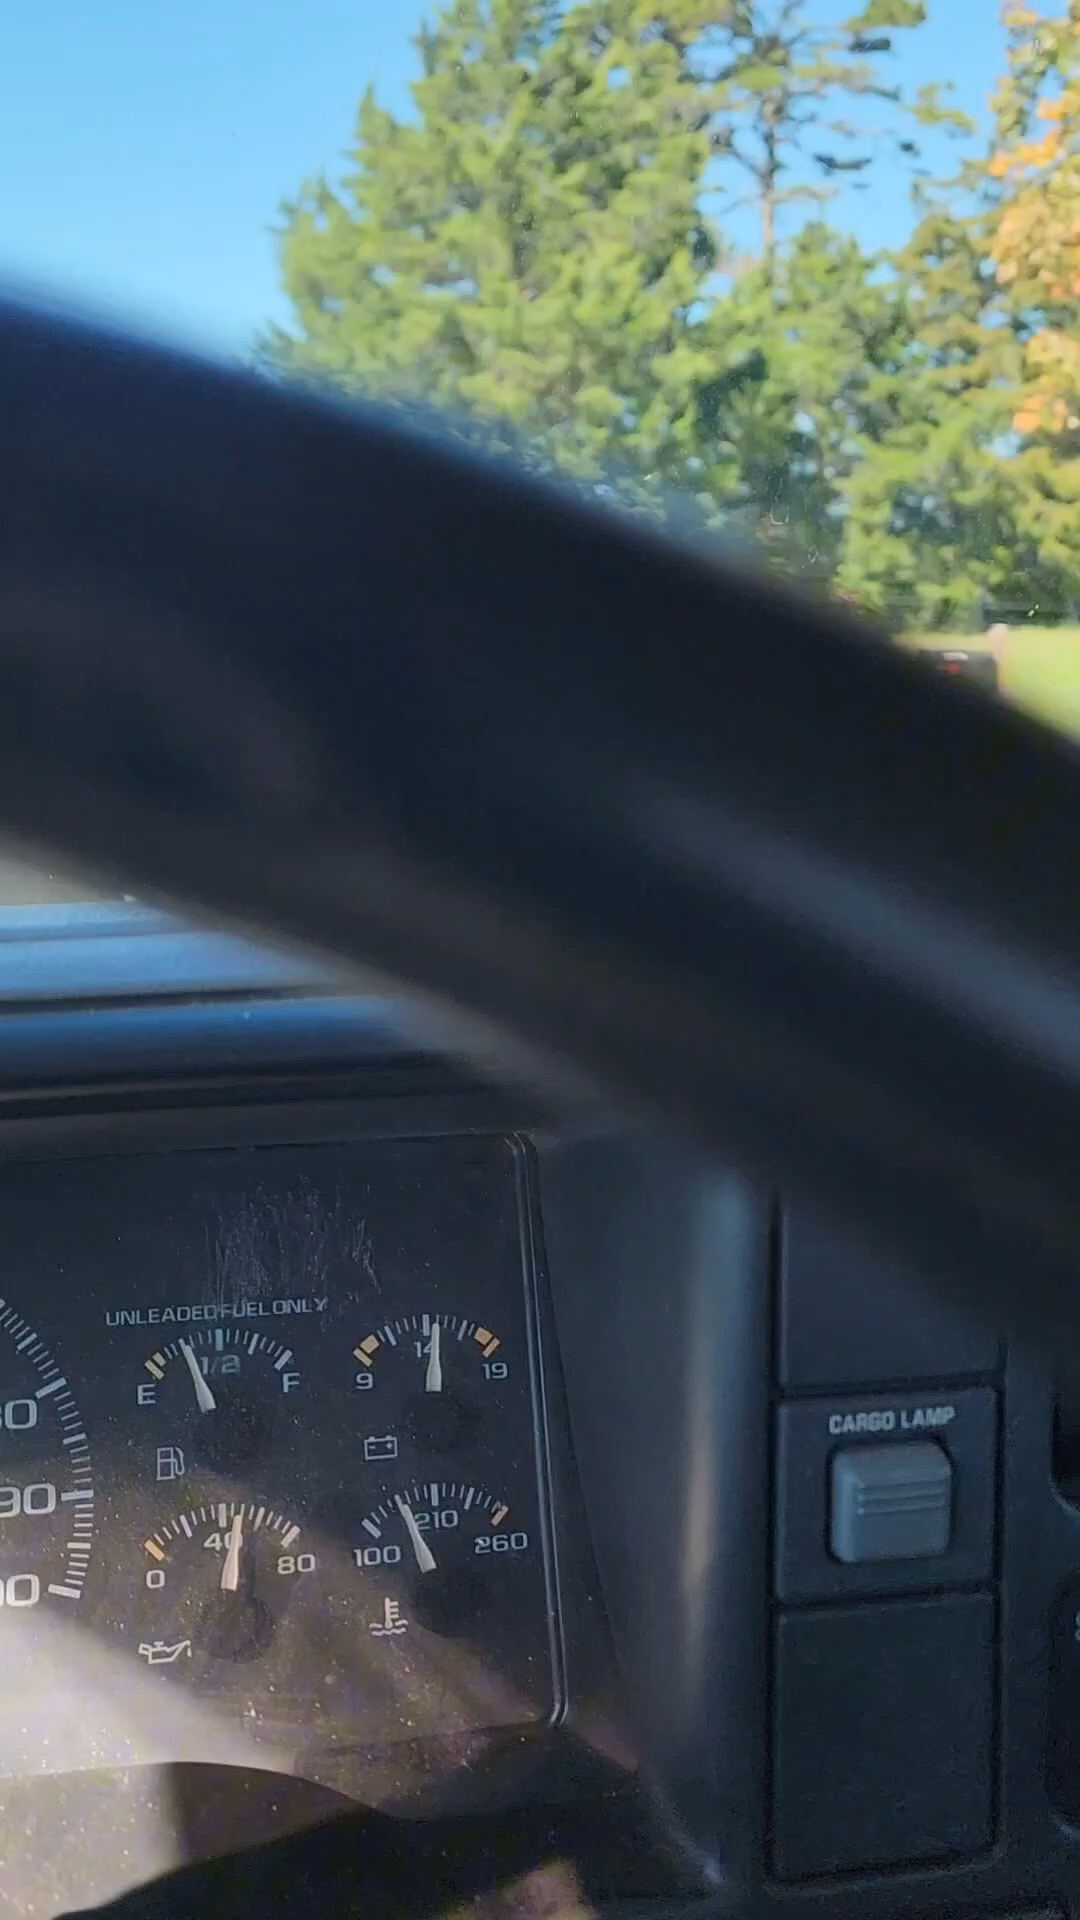 UNLEADED FUEL ONLY
E 1/2 F
9 14 19
CARGO LAMP
90
0 40 80
100 210 260